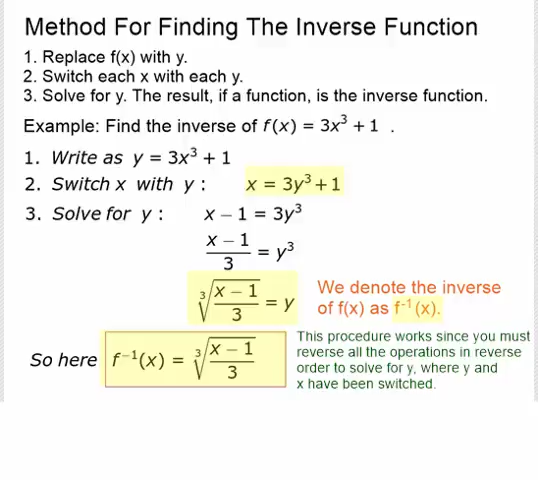 Method For Finding The Inverse Function
1. Replace f(x) with y.
2. Switch each x with each y.
3. Solve for y. The result, if a function, is the inverse function.
Example: Find the inverse of f(x) = 3x³ + 1 .
1. Write as y = 3x³ + 1
2. Switch x with y : x = 3y³ + 1
3. Solve for y : x − 1 = 3y³
(x − 1)/3 = y³
∛((x − 1)/3) = y
We denote the inverse
of f(x) as f⁻¹(x).
So here f⁻¹(x) = ∛((x − 1)/3)
This procedure works since you must
reverse all the operations in reverse
order to solve for y, where y and
x have been switched.